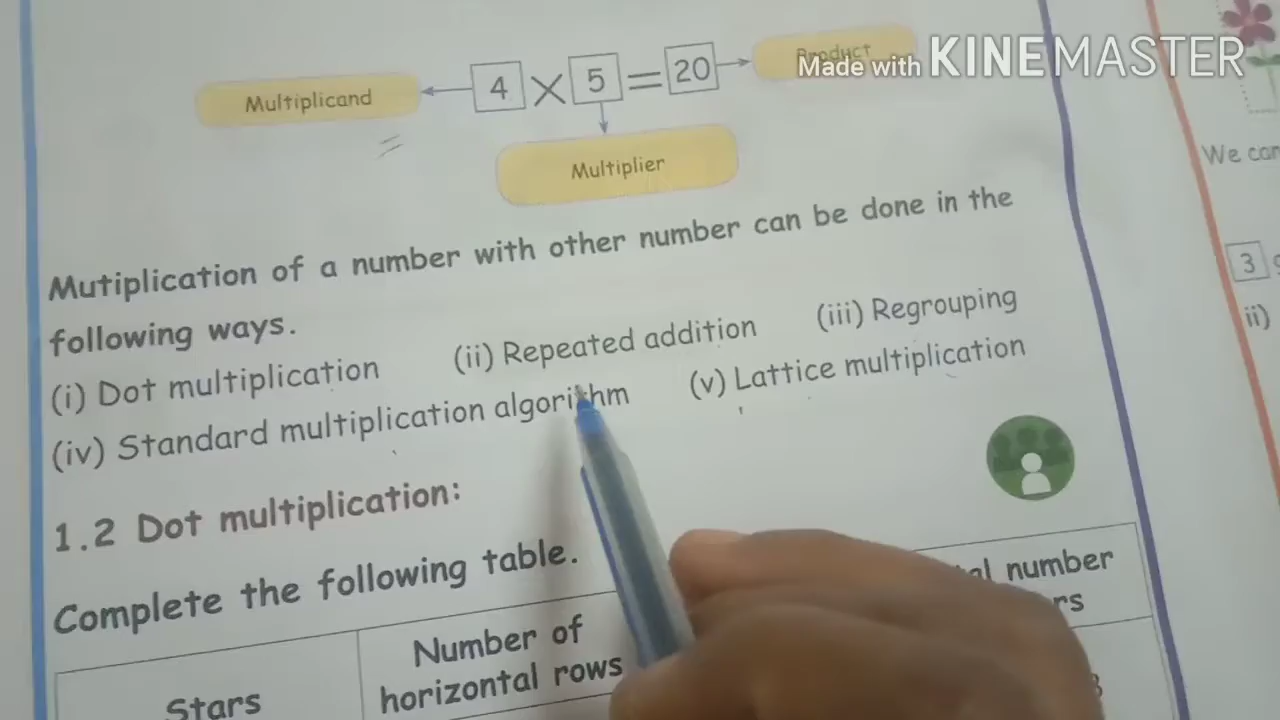 Made with KINEMASTER
Multiplicand 4 × 5 = 20 Product
Multiplier
We can
Mutiplication of a number with other number can be done in the
following ways.
3
ii)
(i) Dot multiplication (ii) Repeated addition (iii) Regrouping
(iv) Standard multiplication algorithm (v) Lattice multiplication
1.2 Dot multiplication:
Complete the following table.
Stars
Number of
horizontal rows
number